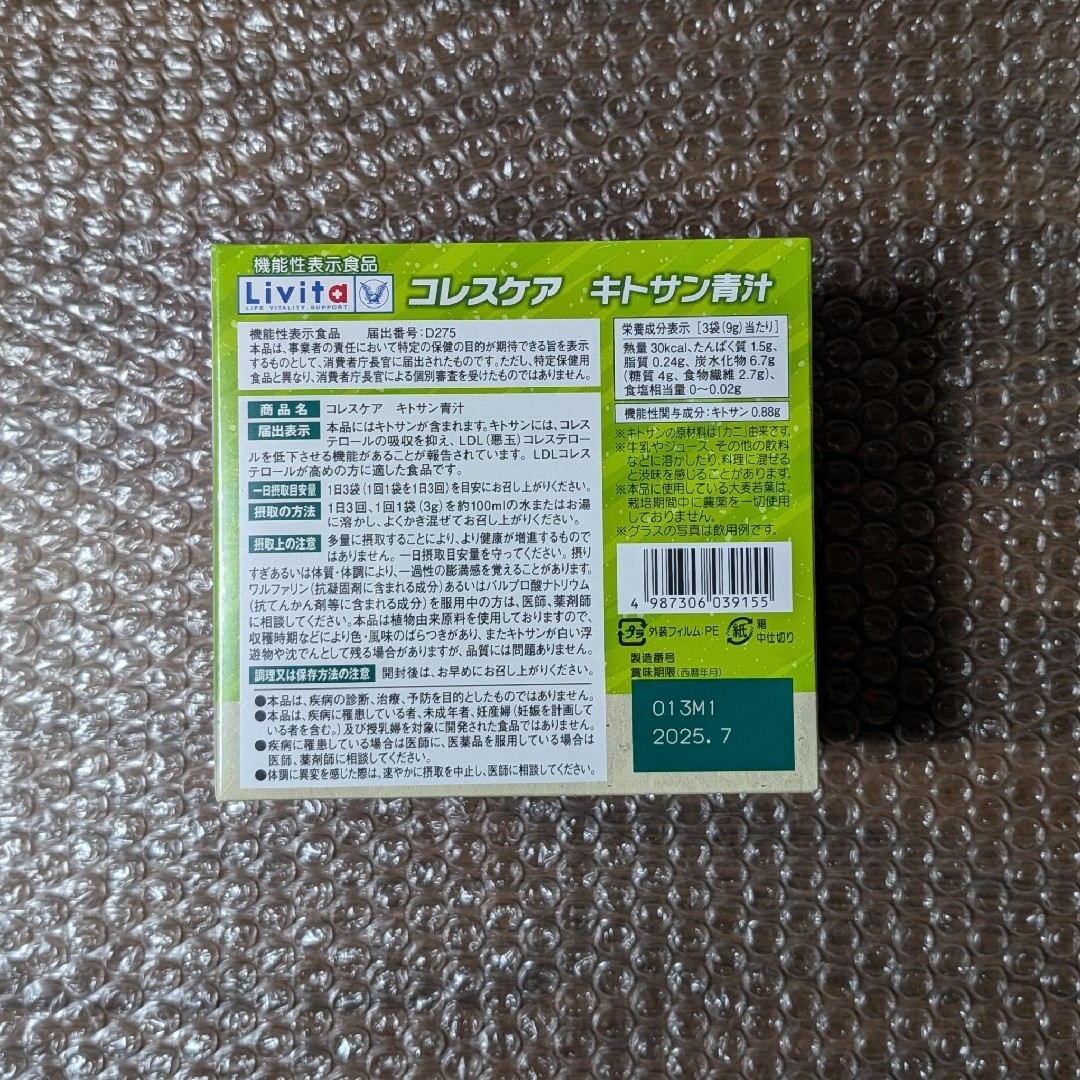 機能性表示食品
Livita
LIFE VITALITY SUPPORT
コレスケア キトサン青汁
機能性表示食品 届出番号:D275
本品は、事業者の責任において特定の保健の目的が期待できる旨を表示
するものとして、消費者庁長官に届出されたものです。ただし、特定保健用
食品と異なり、消費者庁長官による個別審査を受けたものではありません。
商品名 コレスケア キトサン青汁
届出表示 本品にはキトサンが含まれます。キトサンには、コレス
テロールの吸収を抑え、LDL(悪玉)コレステロー
ルを低下させる機能があることが報告されています。LDLコレス
テロールが高めの方に適した食品です。
一日摂取目安量 1日3袋(1回1袋を1日3回)を目安にお召し上がりください。
摂取の方法 1日3回、1回1袋(3g)を約100mlの水またはお湯
に溶かし、よくかき混ぜてお召し上がりください。
摂取上の注意 多量に摂取することにより、より健康が増進するもので
はありません。一日摂取目安量を守ってください。摂り
すぎあるいは体質・体調により、一過性の膨満感を覚えることがあります。
ワルファリン(抗凝固剤に含まれる成分)あるいはバルプロ酸ナトリウム
(抗てんかん剤等に含まれる成分)を服用中の方は、医師、薬剤師
に相談してください。本品は植物由来原料を使用しておりますので、
収穫時期などにより色・風味のばらつきがあり、またキトサンが白い浮
遊物や沈でんとして残る場合がありますが、品質には問題ありません。
調理又は保存方法の注意 開封後は、お早めにお召し上がりください。
●本品は、疾病の診断、治療、予防を目的としたものではありません。
●本品は、疾病に罹患している者、未成年者、妊産婦(妊娠を計画して
いる者を含む。)及び授乳婦を対象に開発された食品ではありません。
●疾病に罹患している場合は医師に、医薬品を服用している場合は
医師、薬剤師に相談してください。
●体調に異変を感じた際は、速やかに摂取を中止し、医師に相談してください。
栄養成分表示 [3袋(9g)当たり]
熱量 30kcal、たんぱく質 1.5g、
脂質 0.24g、炭水化物 6.7g
(糖質 4g、食物繊維 2.7g)、
食塩相当量 0〜0.02g
機能性関与成分:キトサン 0.88g
※キトサンの原材料は「カニ」由来です。
※牛乳やジュース、その他の飲料
などに溶かしたり、料理に混ぜると
渋味を感じることがあります。
※本品に使用している大麦若葉は、
栽培期間中に農薬を一切使用
しておりません。
※グラスの写真は飲用例です。
4 987306 039155
プラ 外装フィルム:PE 紙 箱
中仕切り
製造番号
賞味期限(西暦年月)
013M1
2025.7